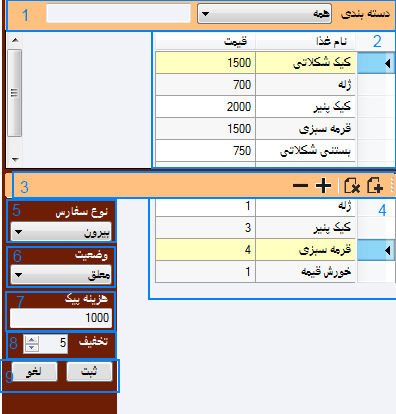 دسته بندی همه 1
2
نام غذا قیمت
کیک شکلاتی 1500
ژله 700
کیک پنیر 2000
قرمه سبزی 1500
بستنی شکلاتی 750
3
4
ژله 1
کیک پنیر 3
قرمه سبزی 4
خورش قیمه 1
5 نوع سفارس
بیرون
6 وضعیت
معلق
7 هزینه پیک
1000
8 تخفیف 5
9 ثبت لغو